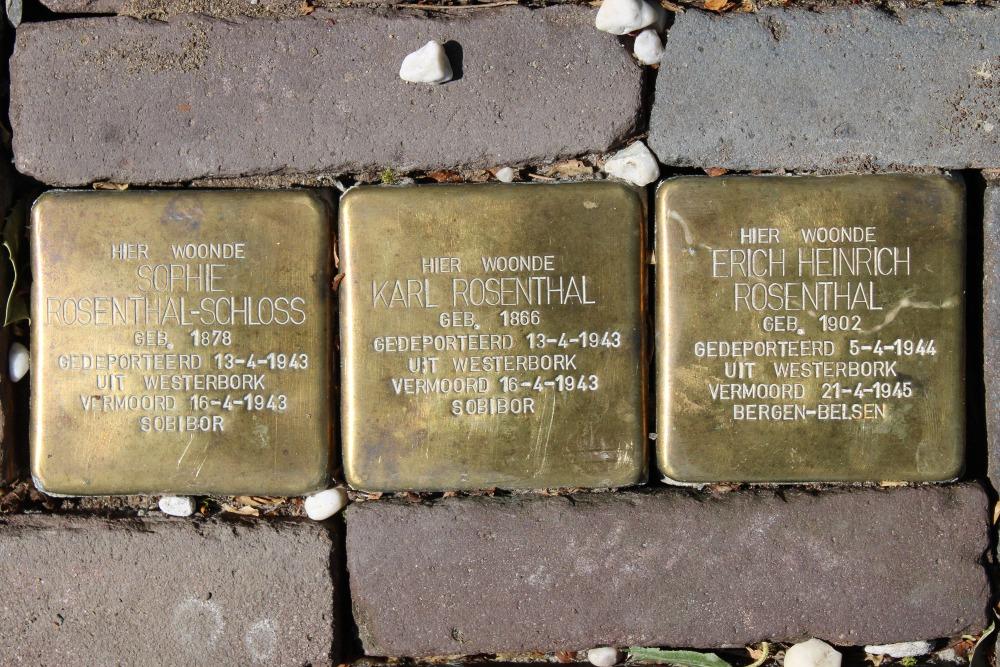 HIER WOONDE
SOPHIE
ROSENTHAL-SCHLOSS
GEB. 1878
GEDEPORTEERD 13-4-1943
UIT WESTERBORK
VERMOORD 16-4-1943
SOBIBOR
HIER WOONDE
KARL ROSENTHAL
GEB. 1866
GEDEPORTEERD 13-4-1943
UIT WESTERBORK
VERMOORD 16-4-1943
SOBIBOR
HIER WOONDE
ERICH HEINRICH
ROSENTHAL
GEB. 1902
GEDEPORTEERD 5-4-1944
UIT WESTERBORK
VERMOORD 21-4-1945
BERGEN-BELSEN